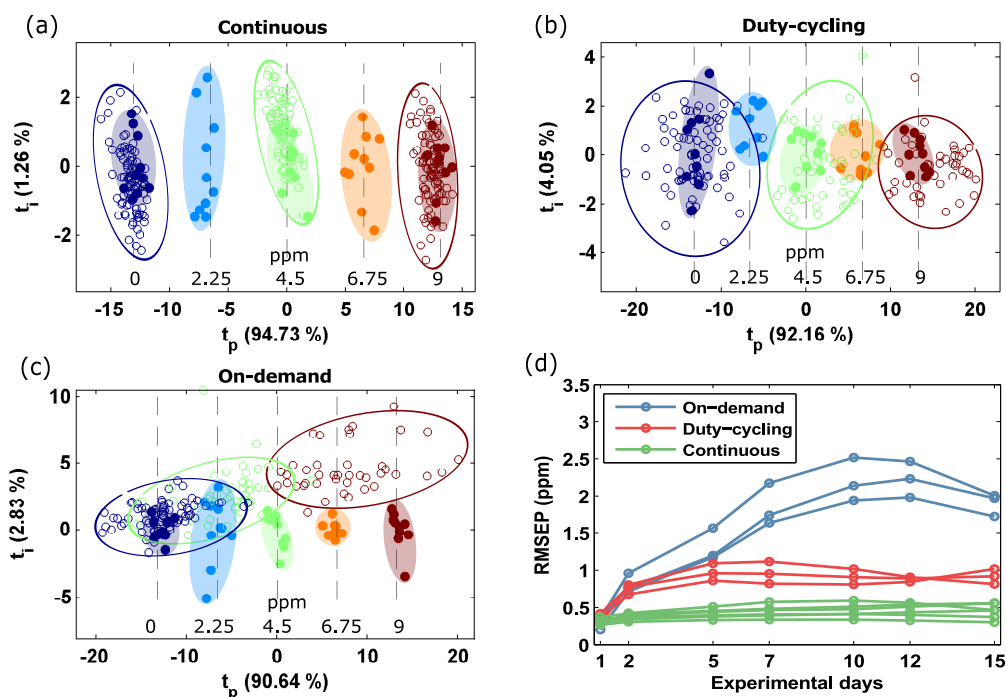 (a)
Continuous
2
0
-2
t_i (1.26 %)
ppm
0 2.25 4.5 6.75 9
-15 -10 -5 0 5 10 15
t_p (94.73 %)
(b)
Duty-cycling
4
2
0
-2
-4
t_i (4.05 %)
ppm
0 2.25 4.5 6.75 9
-20 -10 0 10 20
t_p (92.16 %)
(c)
On-demand
10
5
0
-5
t_i (2.83 %)
ppm
0 2.25 4.5 6.75 9
-20 -10 0 10 20
t_p (90.64 %)
(d)
3.5
3
2.5
2
1.5
1
0.5
0
RMSEP (ppm)
On-demand
Duty-cycling
Continuous
1 2 5 7 10 12 15
Experimental days